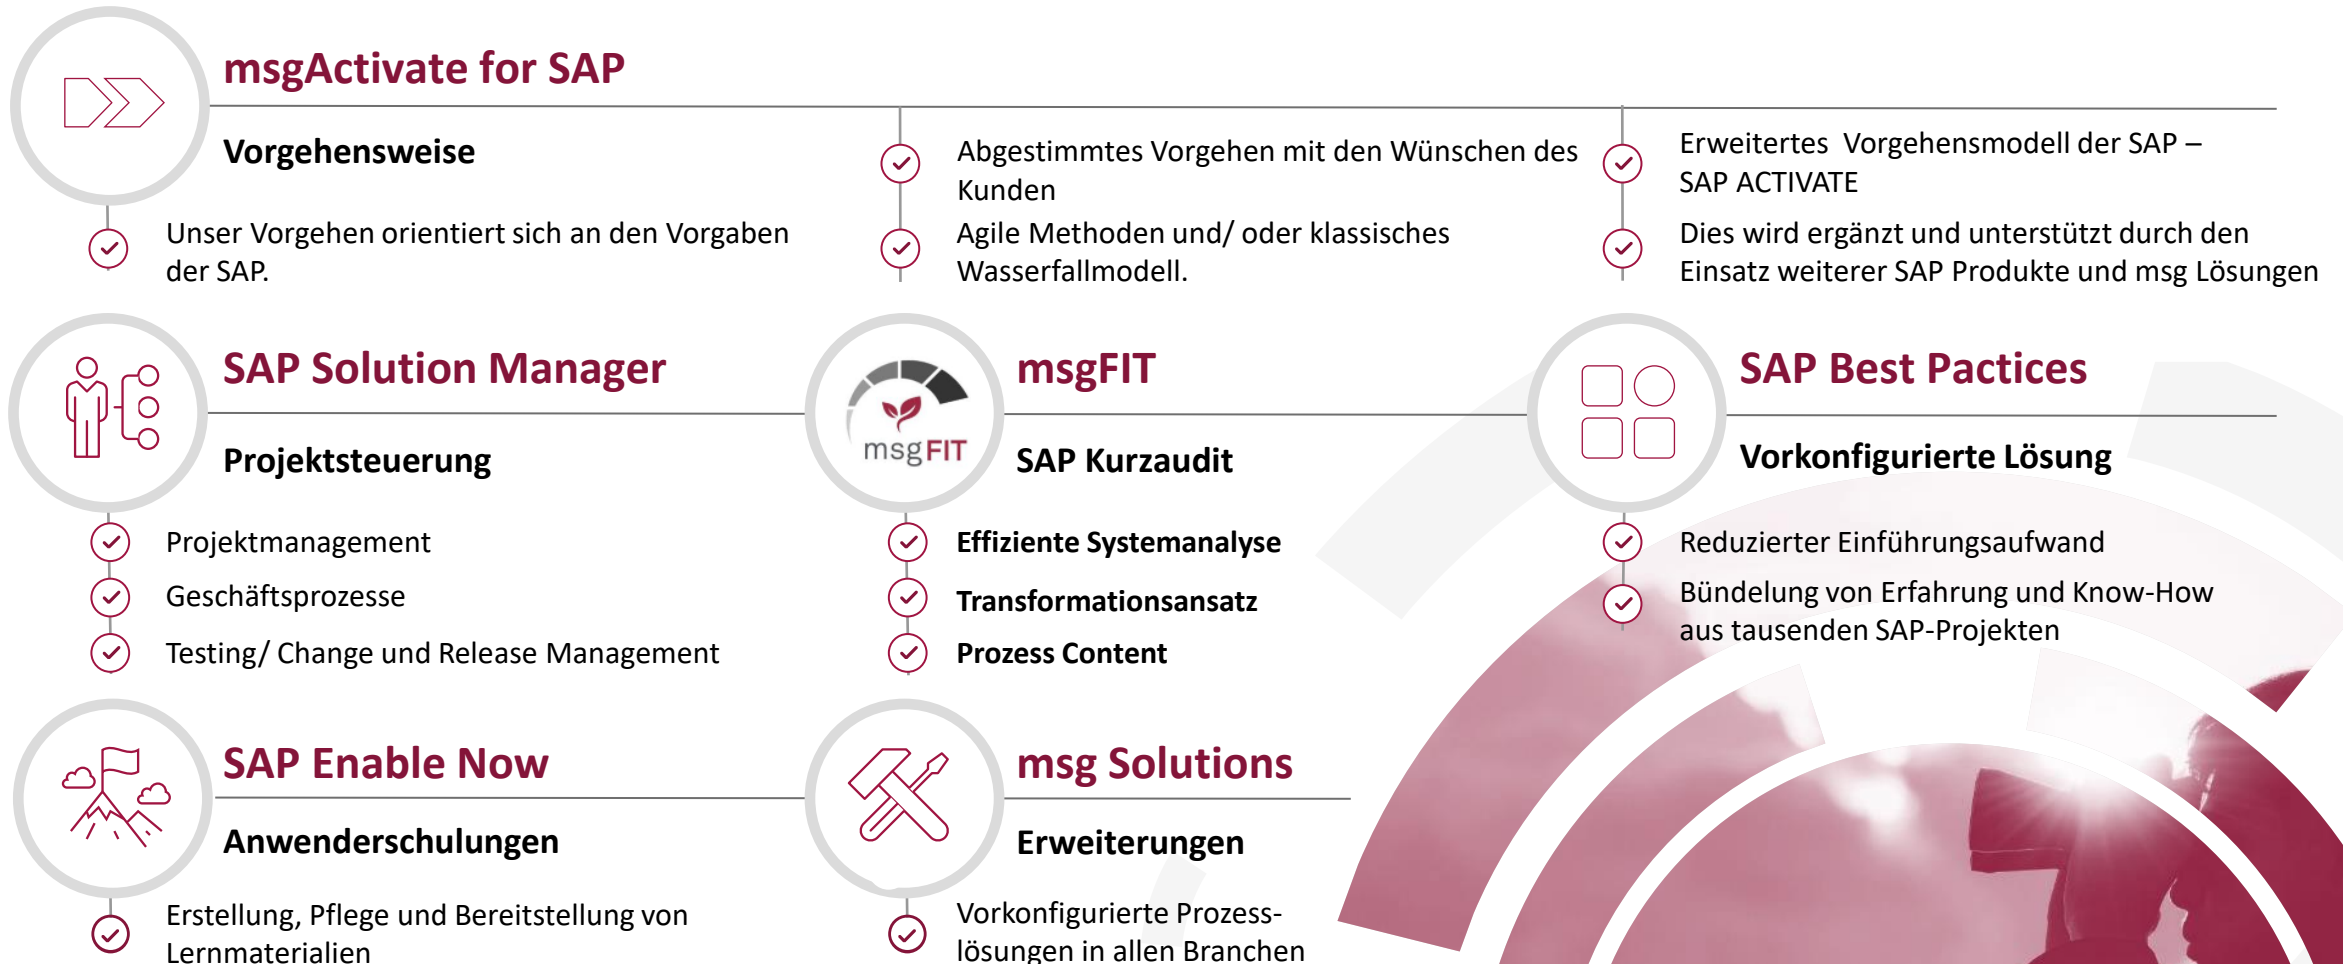 msgActivate for SAP
Vorgehensweise
Unser Vorgehen orientiert sich an den Vorgaben
der SAP.
Abgestimmtes Vorgehen mit den Wünschen des
Kunden
Agile Methoden und/ oder klassisches
Wasserfallmodell.
Erweitertes  Vorgehensmodell der SAP –
SAP ACTIVATE
Dies wird ergänzt und unterstützt durch den
Einsatz weiterer SAP Produkte und msg Lösungen
SAP Solution Manager
Projektsteuerung
Projektmanagement
Geschäftsprozesse
Testing/ Change und Release Management
msgFIT
msgFIT
SAP Kurzaudit
Effiziente Systemanalyse
Transformationsansatz
Prozess Content
SAP Best Pactices
Vorkonfigurierte Lösung
Reduzierter Einführungsaufwand
Bündelung von Erfahrung und Know-How
aus tausenden SAP-Projekten
SAP Enable Now
Anwenderschulungen
Erstellung, Pflege und Bereitstellung von
Lernmaterialien
msg Solutions
Erweiterungen
Vorkonfigurierte Prozess-
lösungen in allen Branchen